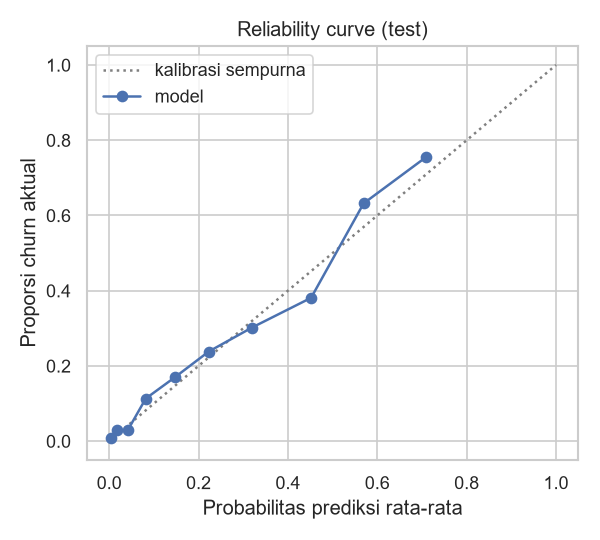 Reliability curve (test)
kalibrasi sempurna
model
Proporsi churn aktual
1.0
0.8
0.6
0.4
0.2
0.0
0.0 0.2 0.4 0.6 0.8 1.0
Probabilitas prediksi rata-rata